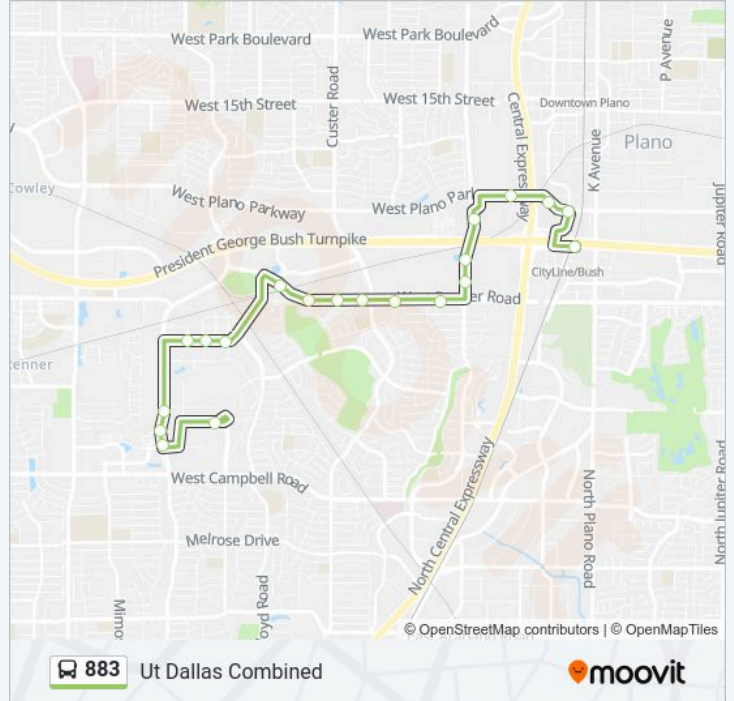 West Park Boulevard
West Park Boulevard
P Avenue
West 15th Street
West 15th Street
Custer Road
Downtown Plano
Central Expressway
K Avenue
Plano
West Plano Parkway
West Plano Park
Jupiter Road
President George Bush Turnpike
CityLine/Bush
Road
West Campbell Road
North Central Expressway
North Plano Road
North Jupiter Road
Melrose Drive
© OpenStreetMap contributors | © OpenMapTiles
883 Ut Dallas Combined
moovit